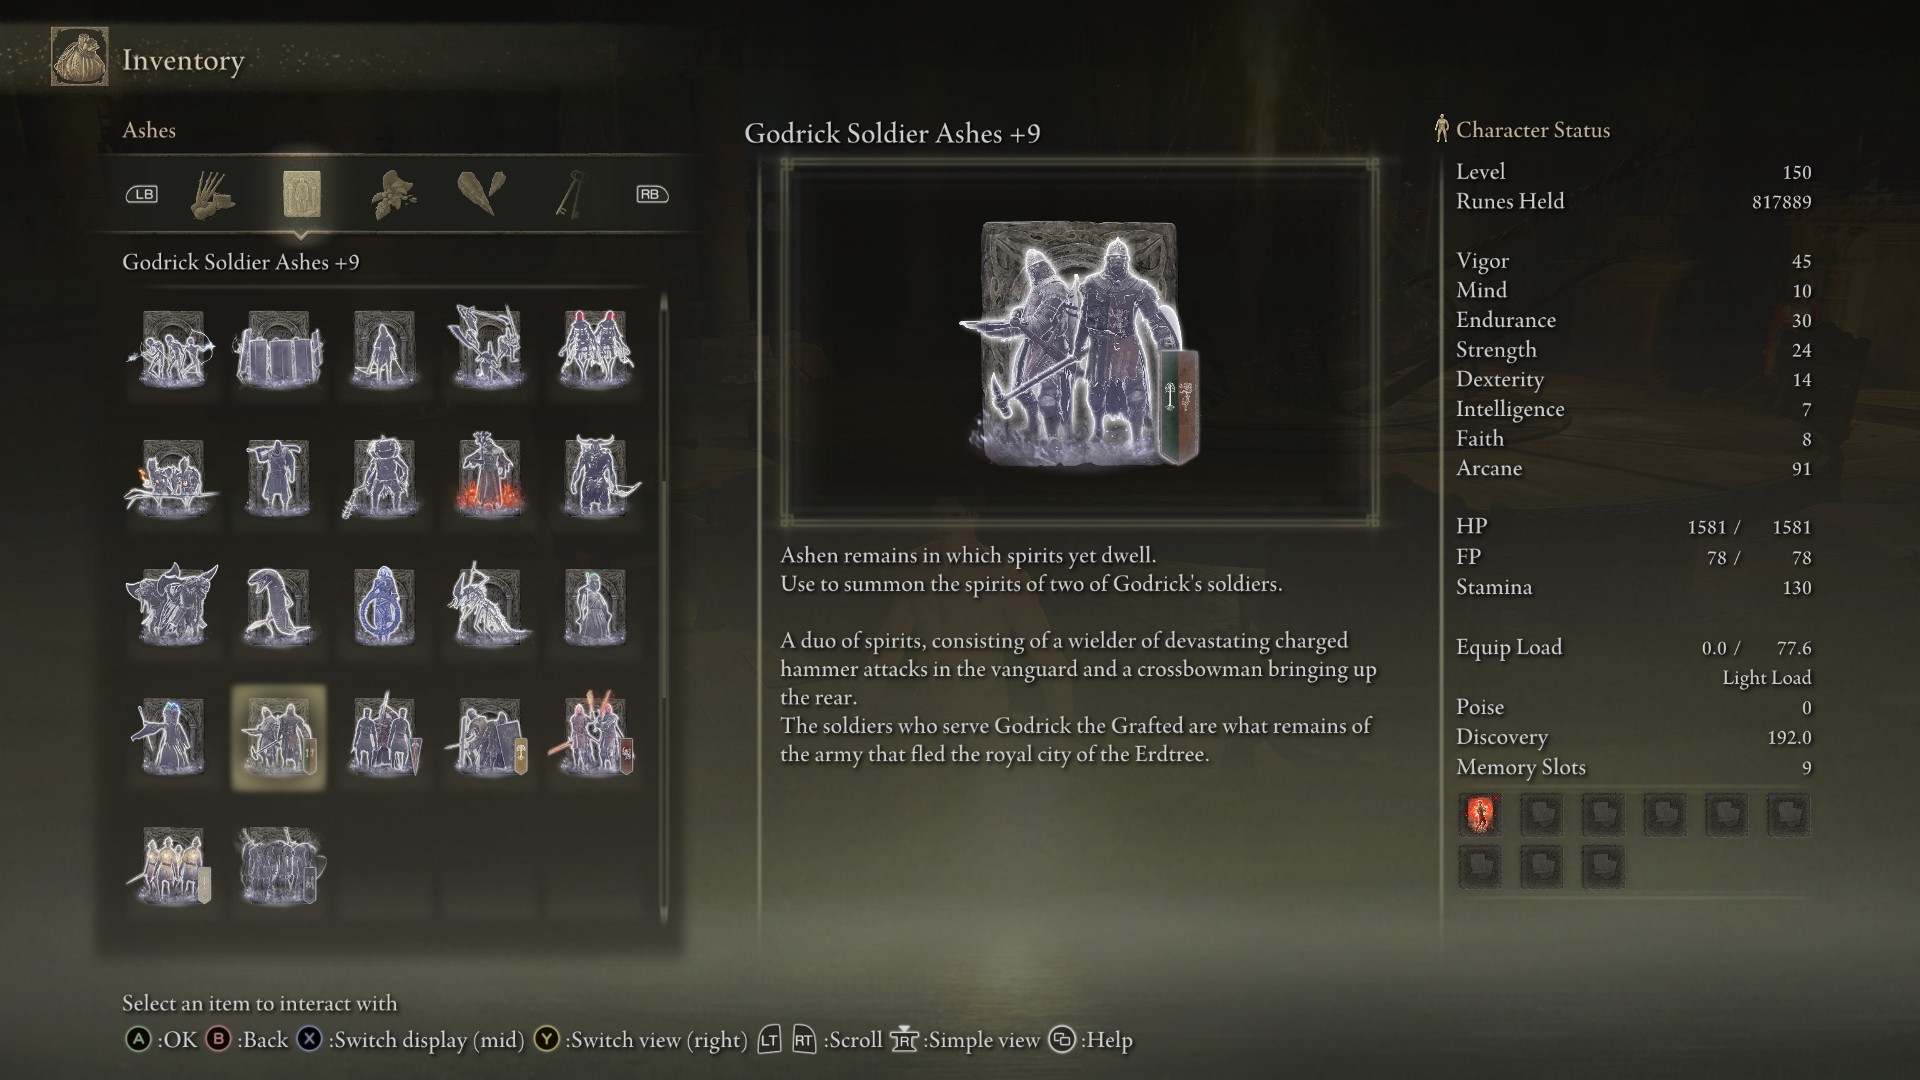 Inventory
Ashes
LB
RB
Godrick Soldier Ashes +9
Godrick Soldier Ashes +9
Ashen remains in which spirits yet dwell.
Use to summon the spirits of two of Godrick's soldiers.
A duo of spirits, consisting of a wielder of devastating charged
hammer attacks in the vanguard and a crossbowman bringing up
the rear.
The soldiers who serve Godrick the Grafted are what remains of
the army that fled the royal city of the Erdtree.
Character Status
Level 150
Runes Held 817889
Vigor 45
Mind 10
Endurance 30
Strength 24
Dexterity 14
Intelligence 7
Faith 8
Arcane 91
HP 1581 / 1581
FP 78 / 78
Stamina 130
Equip Load 0.0 / 77.6
Light Load
Poise 0
Discovery 192.0
Memory Slots 9
Select an item to interact with
A :OK B :Back X :Switch display (mid) Y :Switch view (right) LT RT :Scroll R :Simple view :Help